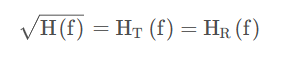 √H(f) = H_T (f) = H_R (f)